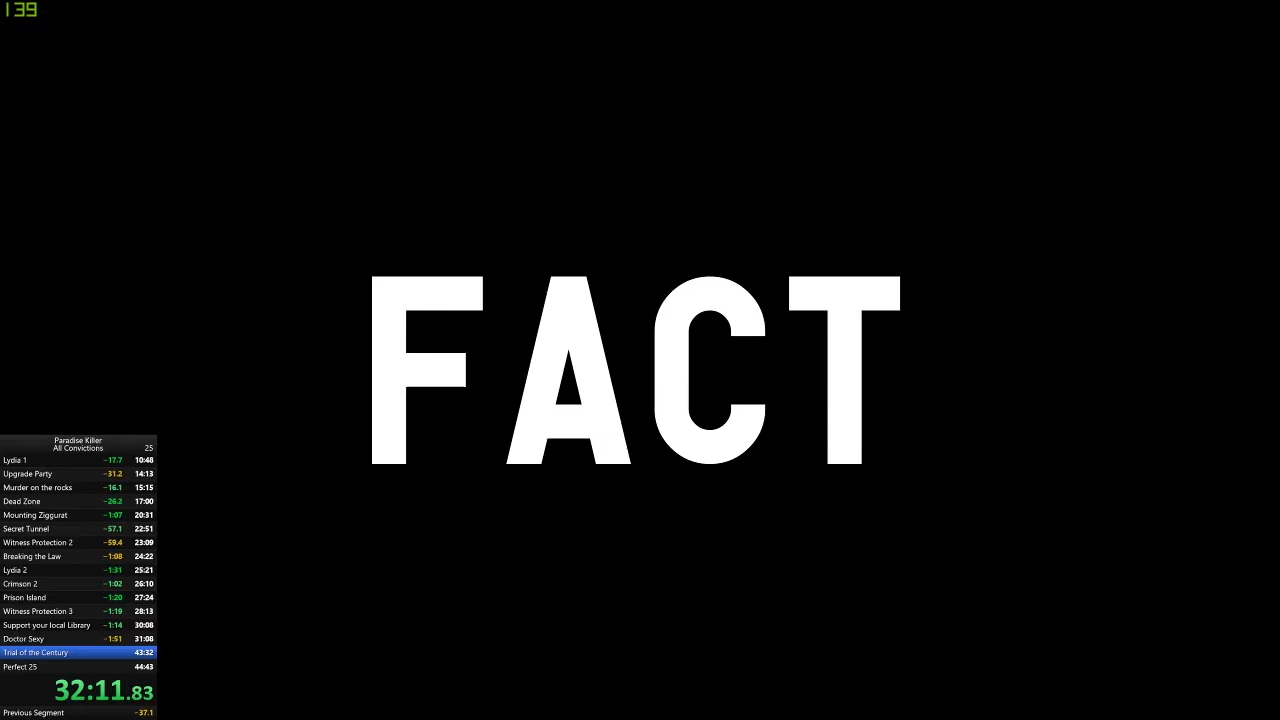 139
FACT
Paradise Killer
All Convictions 25
Lydia 1 −17.7 10:48
Upgrade Party −31.2 14:13
Murder on the rocks −16.1 15:15
Dead Zone −26.2 17:00
Mounting Ziggurat −1:07 20:31
Secret Tunnel −57.1 22:51
Witness Protection 2 −59.4 23:09
Breaking the Law −1:08 24:22
Lydia 2 −1:31 25:21
Crimson 2 −1:02 26:10
Prison Island −1:20 27:24
Witness Protection 3 −1:19 28:13
Support your local Library −1:14 30:08
Doctor Sexy −1:51 31:08
Trial of the Century 43:32
Perfect 25 44:43
32:11.83
Previous Segment −37.1